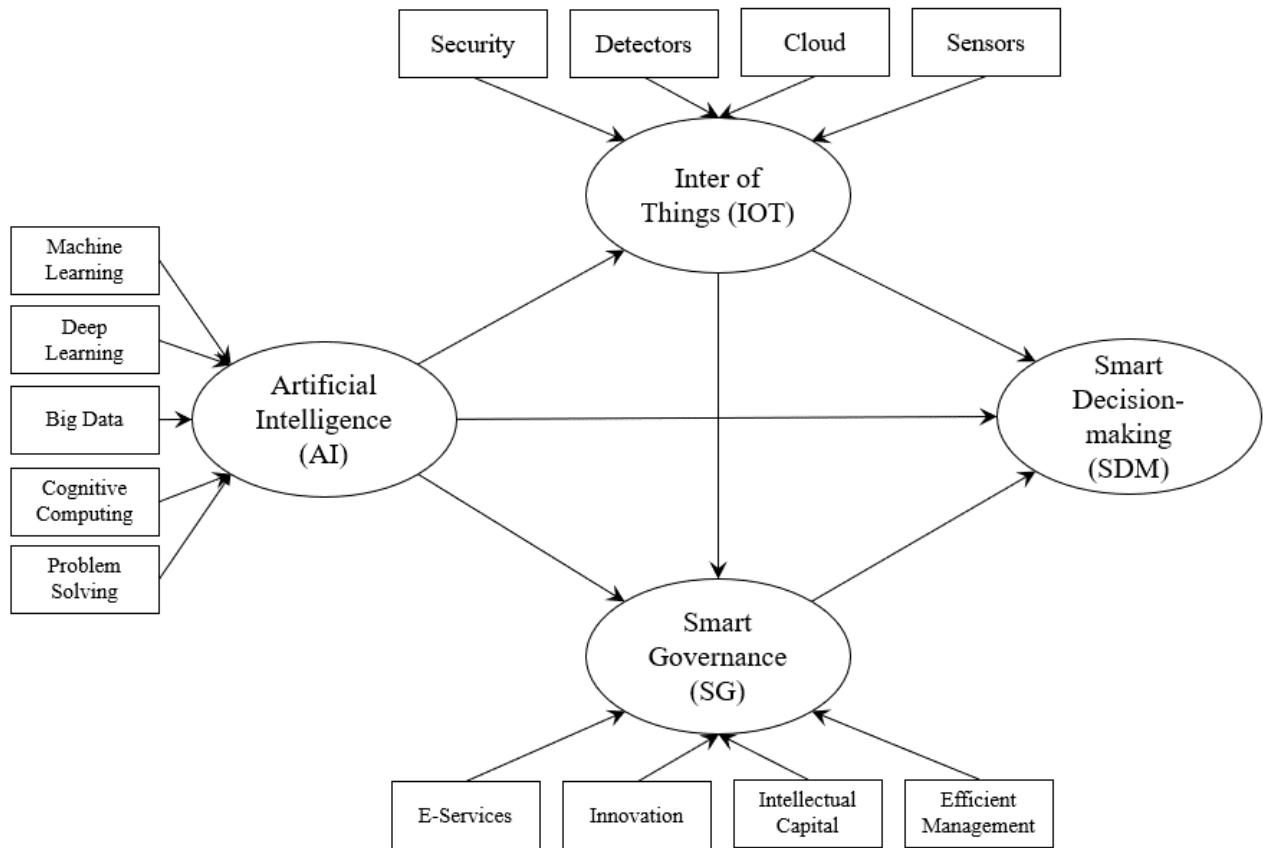 Security
Detectors
Cloud
Sensors
Inter of
Things (IOT)
Machine
Learning
Deep
Learning
Big Data
Cognitive
Computing
Problem
Solving
Artificial
Intelligence
(AI)
Smart
Decision-
making
(SDM)
Smart
Governance
(SG)
E-Services
Innovation
Intellectual
Capital
Efficient
Management